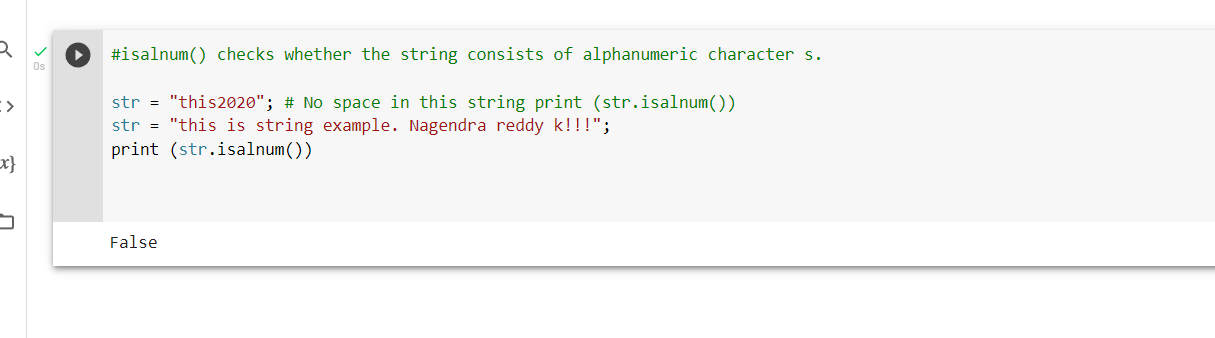 #isalnum() checks whether the string consists of alphanumeric character s.
0s
str = "this2020"; # No space in this string print (str.isalnum())
str = "this is string example. Nagendra reddy k!!!";
print (str.isalnum())
x}
False